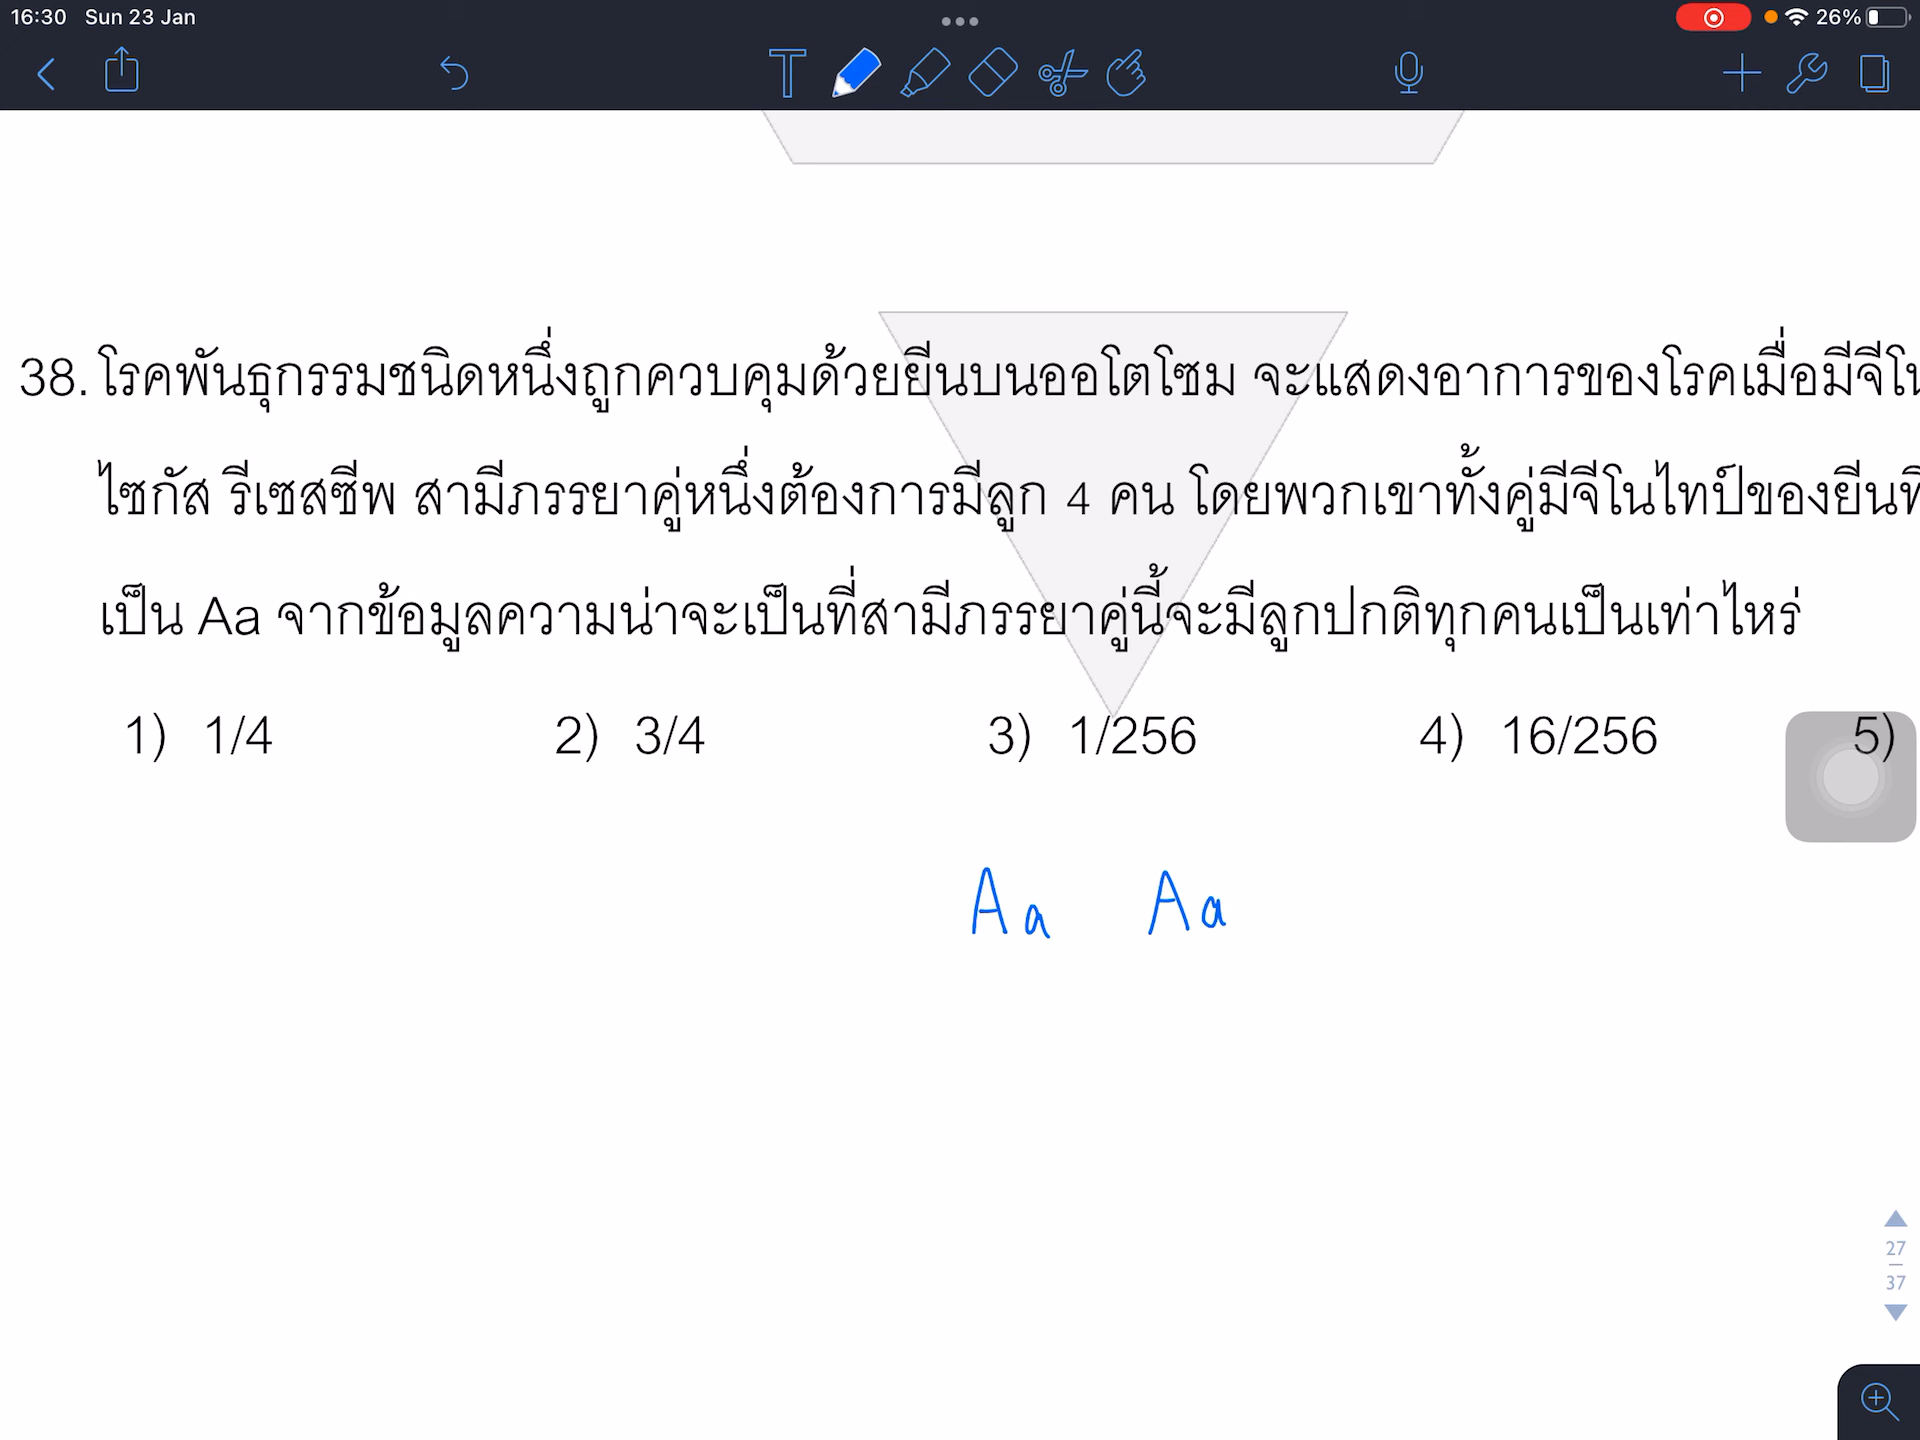 16:30 Sun 23 Jan
26%
T
38. โรคพันธุกรรมชนิดหนึ่งถูกควบคุมด้วยยีนบนออโตโซม จะแสดงอาการของโรคเมื่อมีจีโน
ไซกัส รีเซสซีพ สามีภรรยาคู่หนึ่งต้องการมีลูก 4 คน โดยพวกเขาทั้งคู่มีจีโนไทป์ของยีนที
เป็น Aa จากข้อมูลความน่าจะเป็นที่สามีภรรยาคู่นี้จะมีลูกปกติทุกคนเป็นเท่าไหร่
1) 1/4 2) 3/4 3) 1/256 4) 16/256 5)
Aa Aa
27
37